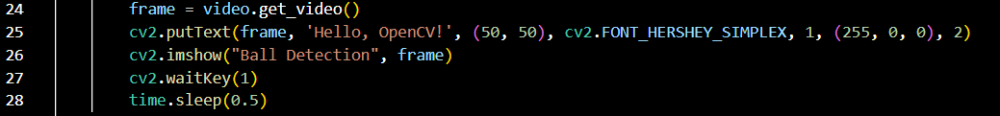 24 frame = video.get_video()
25 cv2.putText(frame, 'Hello, OpenCV!', (50, 50), cv2.FONT_HERSHEY_SIMPLEX, 1, (255, 0, 0), 2)
26 cv2.imshow("Ball Detection", frame)
27 cv2.waitKey(1)
28 time.sleep(0.5)